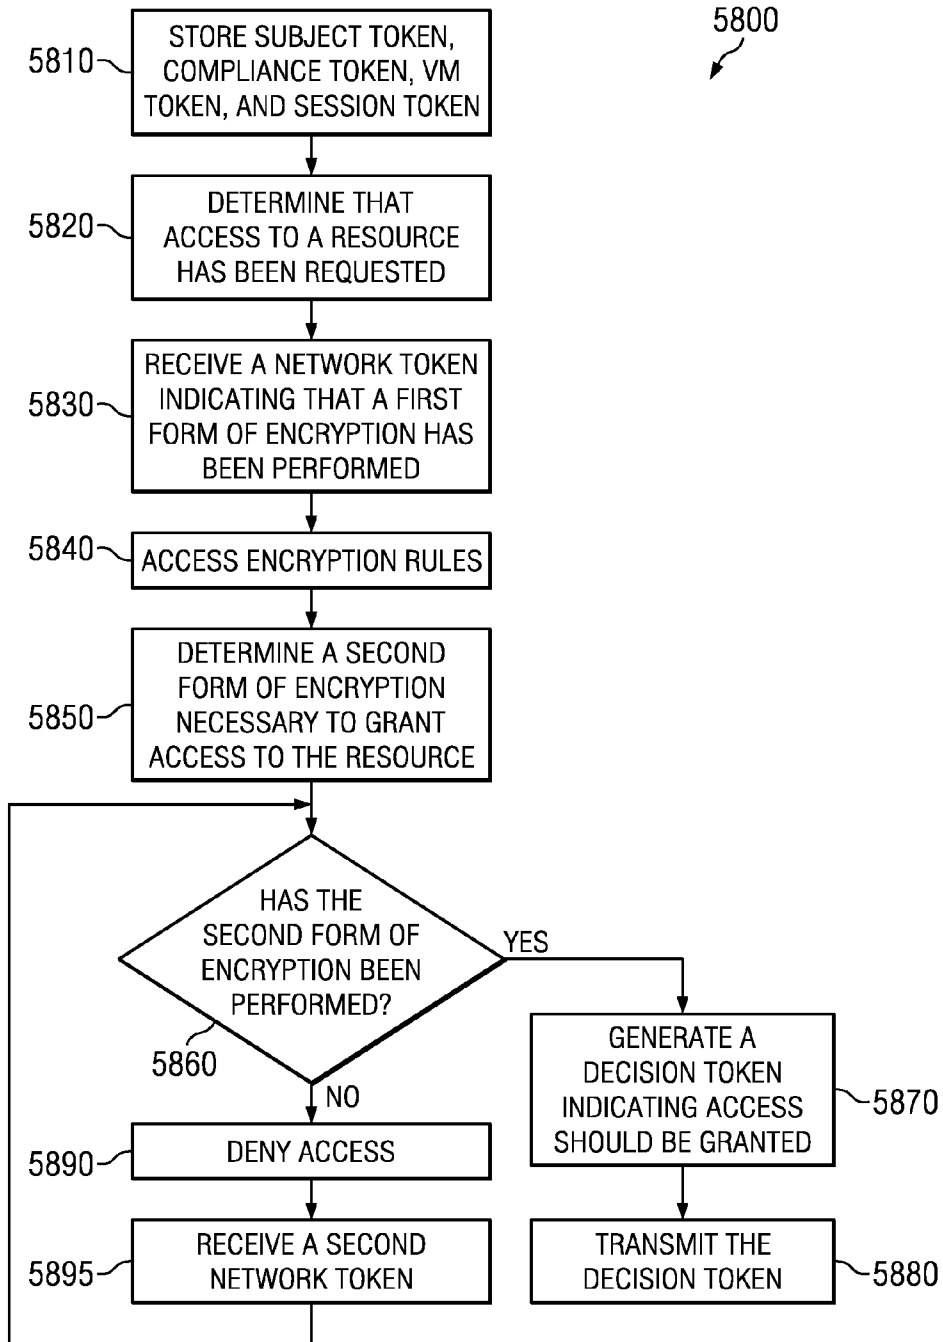 5800
5810
STORE SUBJECT TOKEN,
COMPLIANCE TOKEN, VM
TOKEN, AND SESSION TOKEN
5820
DETERMINE THAT
ACCESS TO A RESOURCE
HAS BEEN REQUESTED
5830
RECEIVE A NETWORK TOKEN
INDICATING THAT A FIRST
FORM OF ENCRYPTION HAS
BEEN PERFORMED
5840
ACCESS ENCRYPTION RULES
5850
DETERMINE A SECOND
FORM OF ENCRYPTION
NECESSARY TO GRANT
ACCESS TO THE RESOURCE
HAS THE
SECOND FORM OF
ENCRYPTION BEEN
PERFORMED?
5860
YES
NO
GENERATE A
DECISION TOKEN
INDICATING ACCESS
SHOULD BE GRANTED
5870
5890
DENY ACCESS
5895
RECEIVE A SECOND
NETWORK TOKEN
TRANSMIT THE
DECISION TOKEN
5880